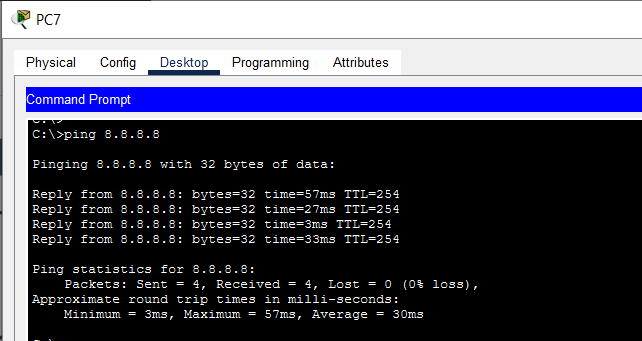 PC7
Physical Config Desktop Programming Attributes
Command Prompt
C:\>
C:\>ping 8.8.8.8
Pinging 8.8.8.8 with 32 bytes of data:
Reply from 8.8.8.8: bytes=32 time=57ms TTL=254
Reply from 8.8.8.8: bytes=32 time=27ms TTL=254
Reply from 8.8.8.8: bytes=32 time=3ms TTL=254
Reply from 8.8.8.8: bytes=32 time=33ms TTL=254
Ping statistics for 8.8.8.8:
Packets: Sent = 4, Received = 4, Lost = 0 (0% loss),
Approximate round trip times in milli-seconds:
Minimum = 3ms, Maximum = 57ms, Average = 30ms